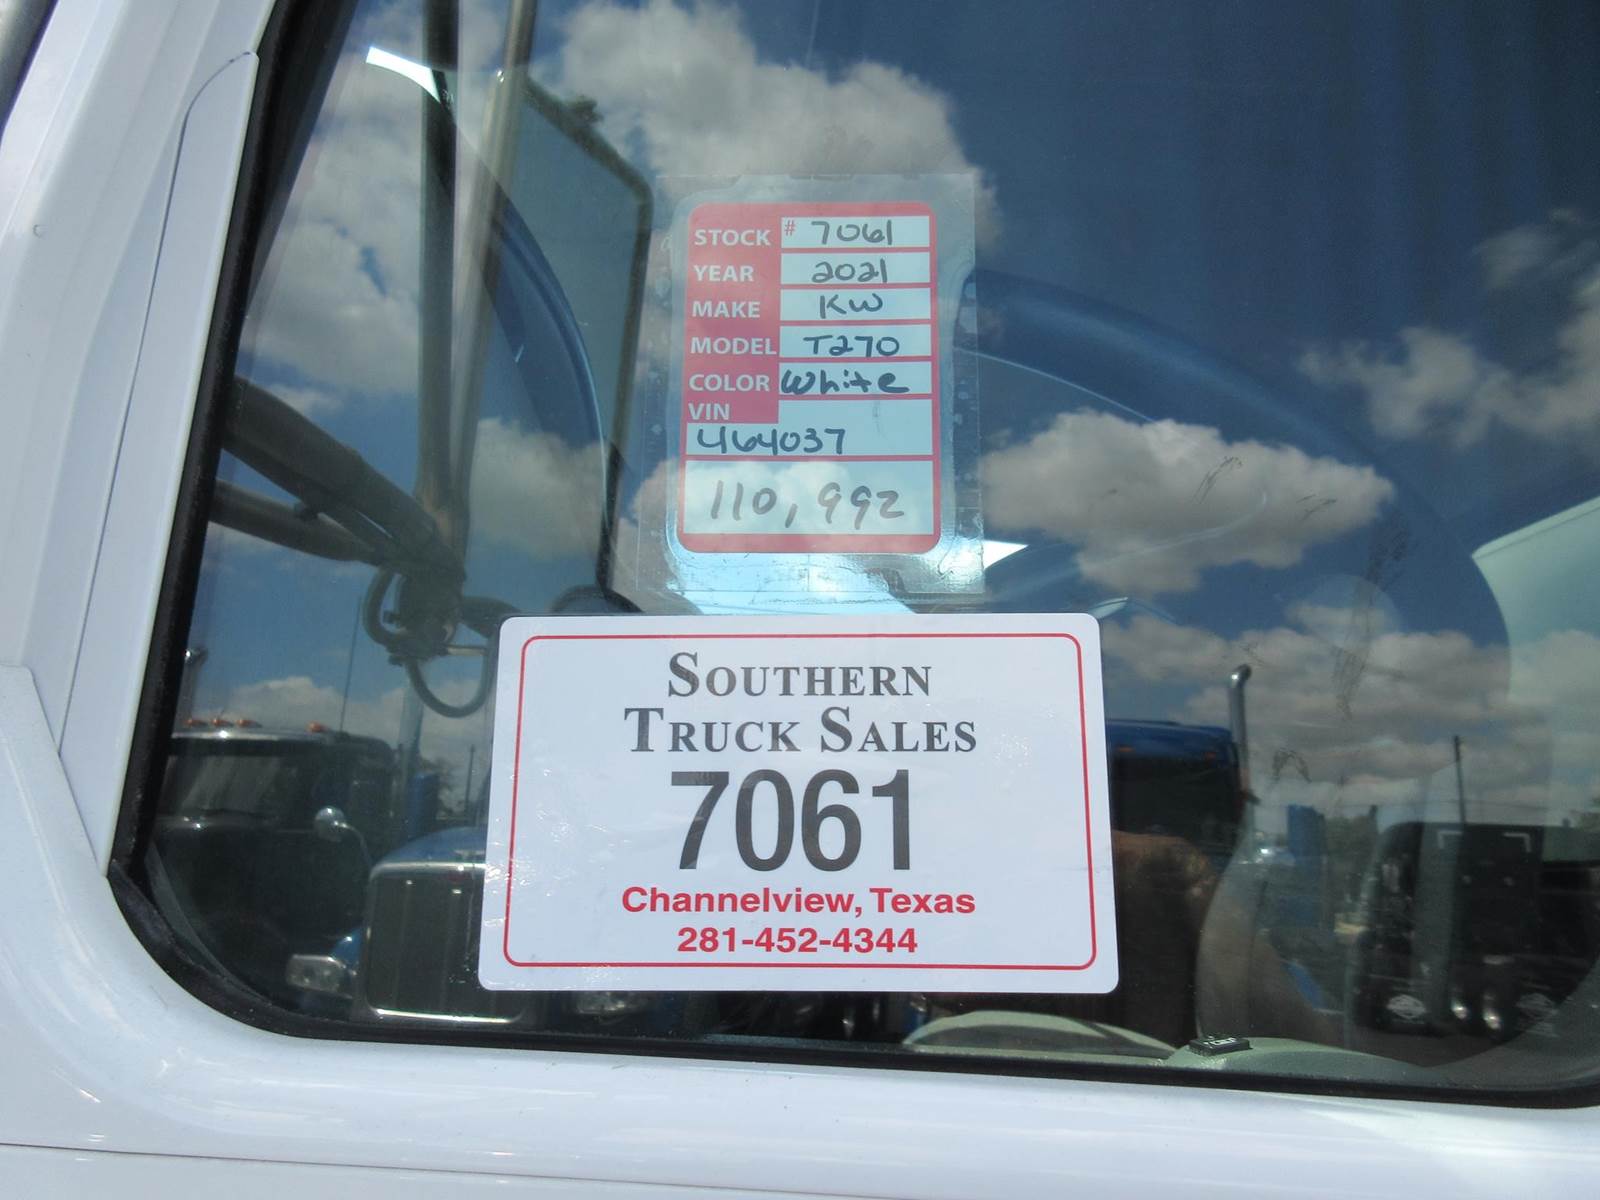 STOCK # 7061
YEAR 2021
MAKE KW
MODEL T270
COLOR White
VIN
464037
110,992
SOUTHERN
TRUCK SALES
7061
Channelview, Texas
281-452-4344